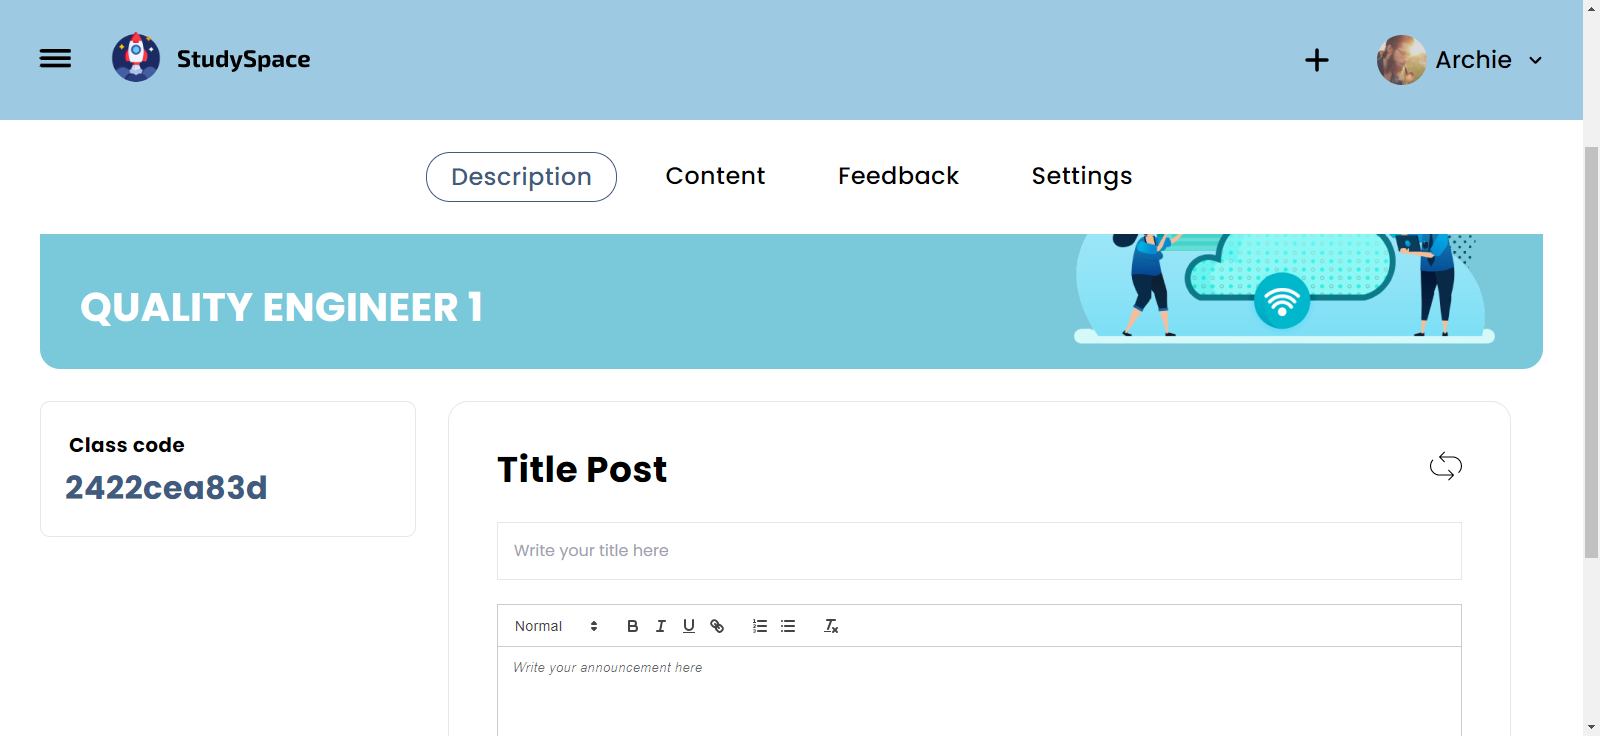 StudySpace
Archie
Description Content Feedback Settings
QUALITY ENGINEER 1
Class code
2422cea83d
Title Post
Write your title here
Normal B I U
Write your announcement here